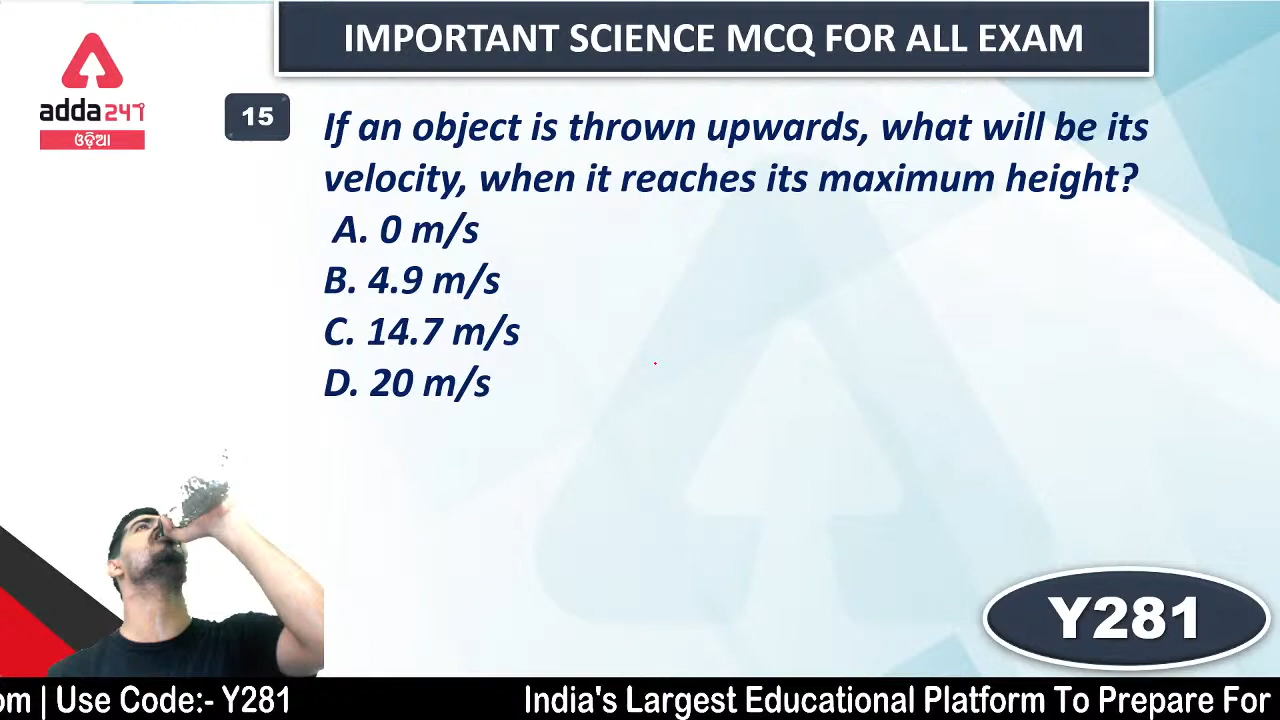 IMPORTANT SCIENCE MCQ FOR ALL EXAM
adda247
ଓଡ଼ିଆ
15
If an object is thrown upwards, what will be its
velocity, when it reaches its maximum height?
A. 0 m/s
B. 4.9 m/s
C. 14.7 m/s
D. 20 m/s
Y281
om | Use Code:- Y281 India's Largest Educational Platform To Prepare For